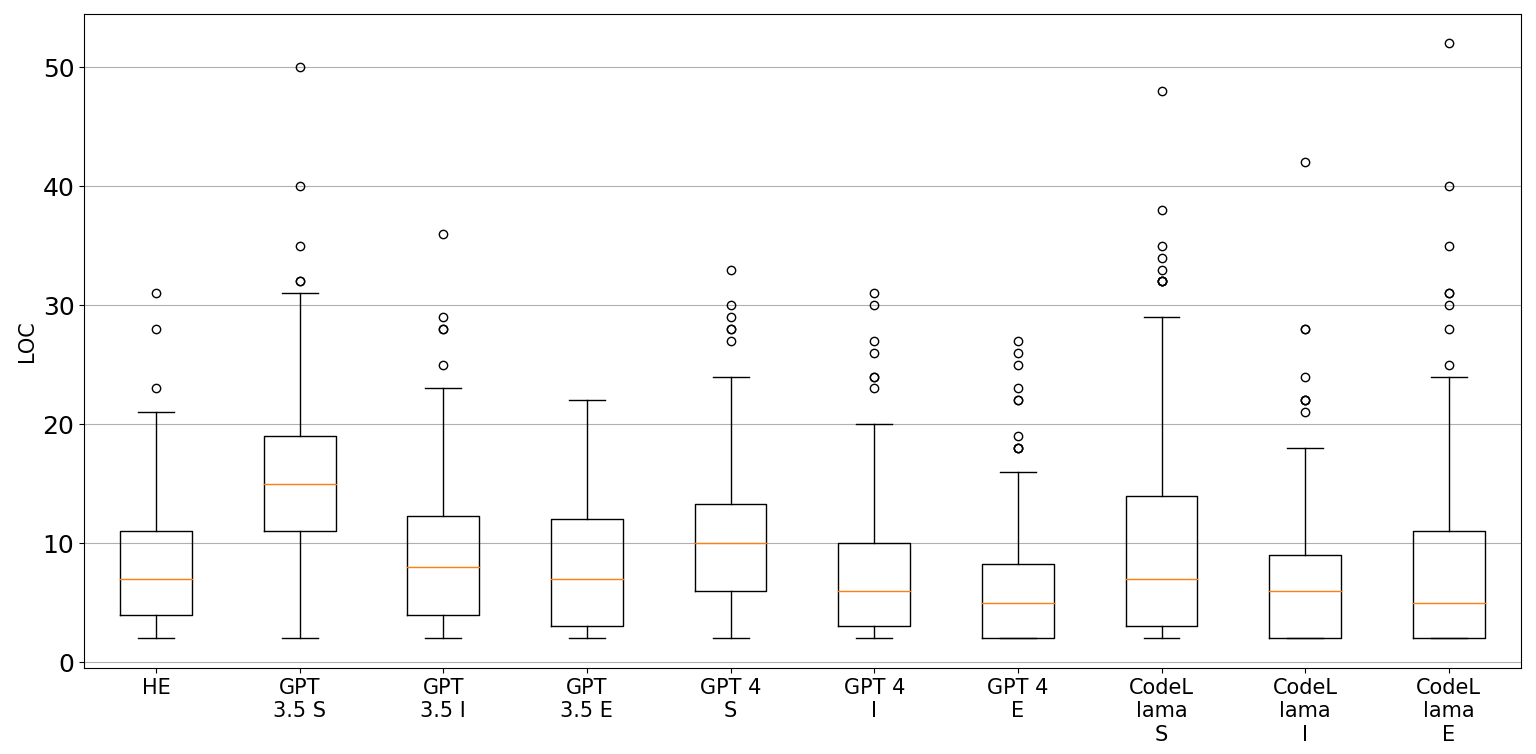 50
40
30
20
10
0
LOC
HE
GPT
3.5 S
GPT
3.5 I
GPT
3.5 E
GPT 4
S
GPT 4
I
GPT 4
E
CodeL
lama
S
CodeL
lama
I
CodeL
lama
E